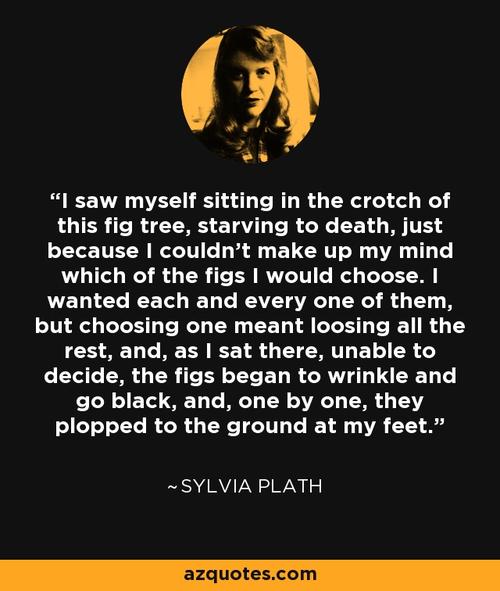 “I saw myself sitting in the crotch of
this fig tree, starving to death, just
because I couldn’t make up my mind
which of the figs I would choose. I
wanted each and every one of them,
but choosing one meant loosing all the
rest, and, as I sat there, unable to
decide, the figs began to wrinkle and
go black, and, one by one, they
plopped to the ground at my feet.”
~SYLVIA PLATH
azquotes.com